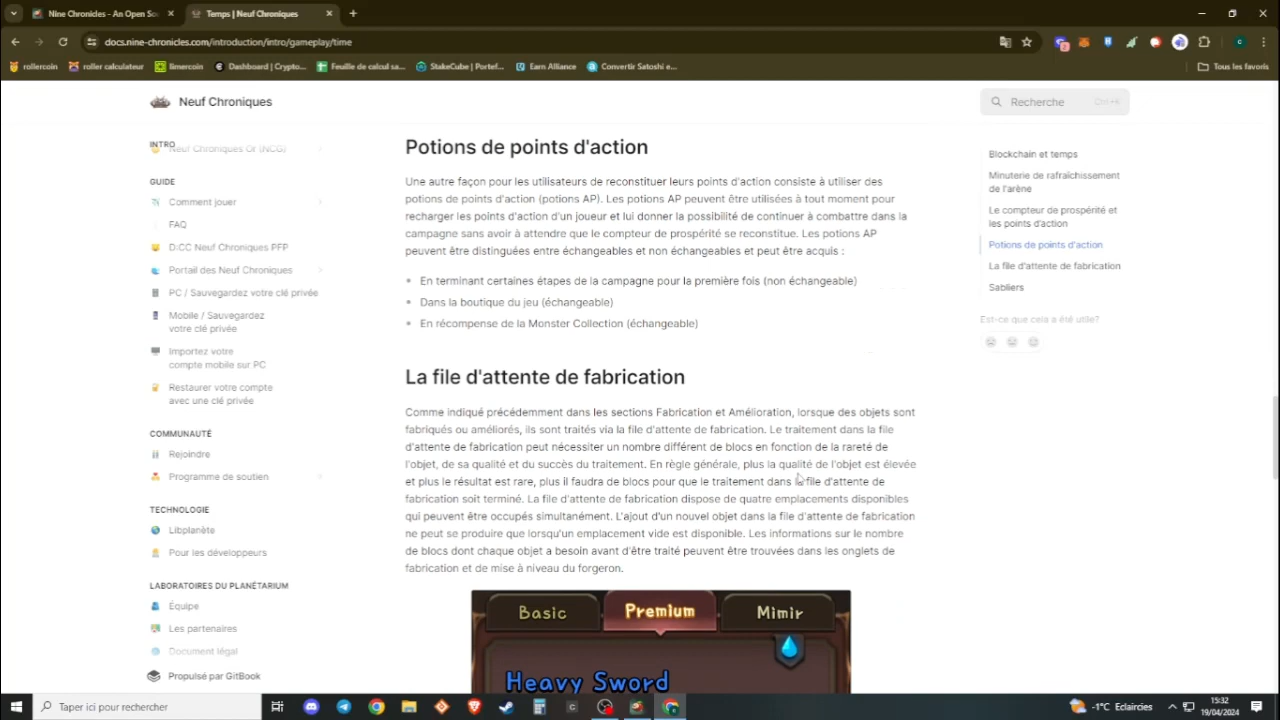 Nine Chronicles - An Open So
Temps | Neuf Chroniques
docs.nine-chronicles.com/introduction/intro/gameplay/time
rollercoin
roller calculateur
limercoin
Dashboard | Crypto...
Feuille de calcul sa...
StakeCube | Portef...
Earn Alliance
Convertir Satoshi e...
Tous les favoris
Neuf Chroniques
Recherche
Ctrl+K
INTRO
Neuf Chroniques Or (NCG)
GUIDE
Comment jouer
FAQ
D:CC Neuf Chroniques PFP
Portail des Neuf Chroniques
PC / Sauvegardez votre clé privée
Mobile / Sauvegardez
votre clé privée
Importez votre
compte mobile sur PC
Restaurer votre compte
avec une clé privée
COMMUNAUTÉ
Rejoindre
Programme de soutien
TECHNOLOGIE
Libplanète
Pour les développeurs
LABORATOIRES DU PLANÉTARIUM
Équipe
Les partenaires
Document légal
Propulsé par GitBook
Potions de points d'action
Une autre façon pour les utilisateurs de reconstituer leurs points d'action consiste à utiliser des
potions de points d'action (potions AP). Les potions AP peuvent être utilisées à tout moment pour
recharger les points d'action d'un joueur et lui donner la possibilité de continuer à combattre dans la
campagne sans avoir à attendre que le compteur de prospérité se reconstitue. Les potions AP
peuvent être distinguées entre échangeables et non échangeables et peut être acquis :
En terminant certaines étapes de la campagne pour la première fois (non échangeable)
Dans la boutique du jeu (échangeable)
En récompense de la Monster Collection (échangeable)
La file d'attente de fabrication
Comme indiqué précédemment dans les sections Fabrication et Amélioration, lorsque des objets sont
fabriqués ou améliorés, ils sont traités via la file d'attente de fabrication. Le traitement dans la file
d'attente de fabrication peut nécessiter un nombre différent de blocs en fonction de la rareté de
l'objet, de sa qualité et du succès du traitement. En règle générale, plus la qualité de l'objet est élevée
et plus le résultat est rare, plus il faudra de blocs pour que le traitement dans la file d'attente de
fabrication soit terminé. La file d'attente de fabrication dispose de quatre emplacements disponibles
qui peuvent être occupés simultanément. L'ajout d'un nouvel objet dans la file d'attente de fabrication
ne peut se produire que lorsqu'un emplacement vide est disponible. Les informations sur le nombre
de blocs dont chaque objet a besoin avant d'être traité peuvent être trouvées dans les onglets de
fabrication et de mise à niveau du forgeron.
Basic
Premium
Mimir
Heavy Sword
Blockchain et temps
Minuterie de rafraîchissement
de l'arène
Le compteur de prospérité et
les points d'action
Potions de points d'action
La file d'attente de fabrication
Sabliers
Est-ce que cela a été utile?
Taper ici pour rechercher
-1°C Eclaircies
15:32
19/04/2024